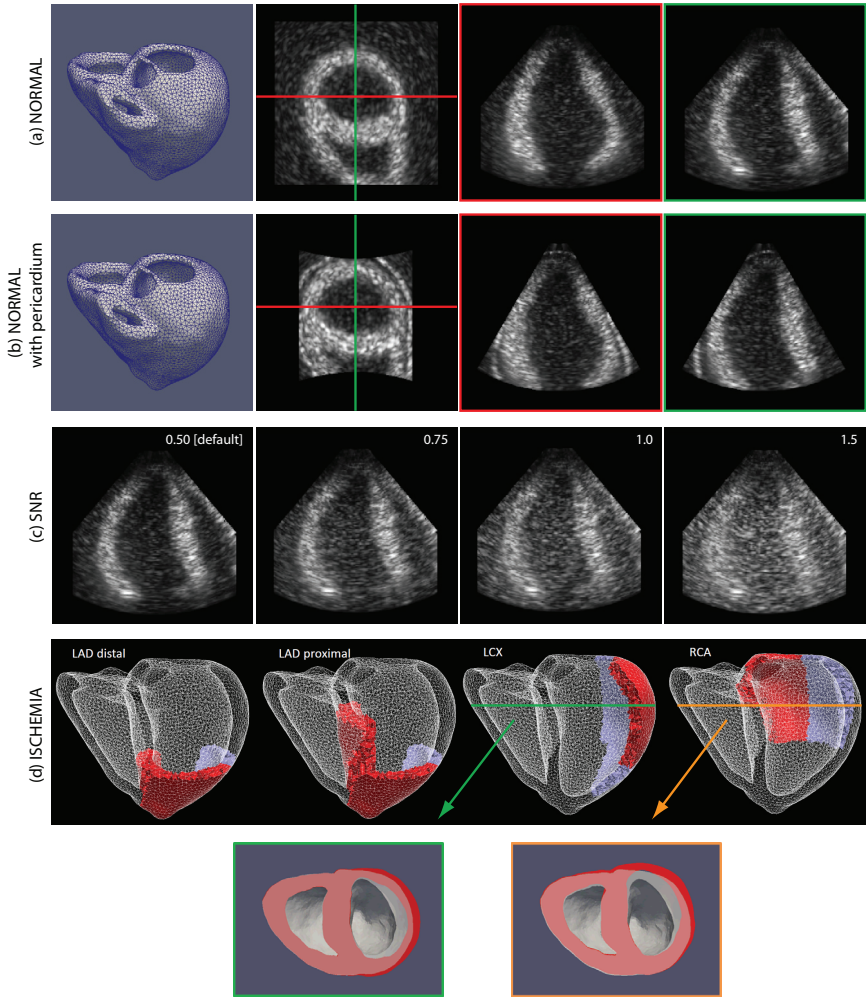 (a) NORMAL
(b) NORMAL
with pericardium
(c) SNR
0.50 [default]
0.75
1.0
1.5
(d) ISCHEMIA
LAD distal
LAD proximal
LCX
RCA